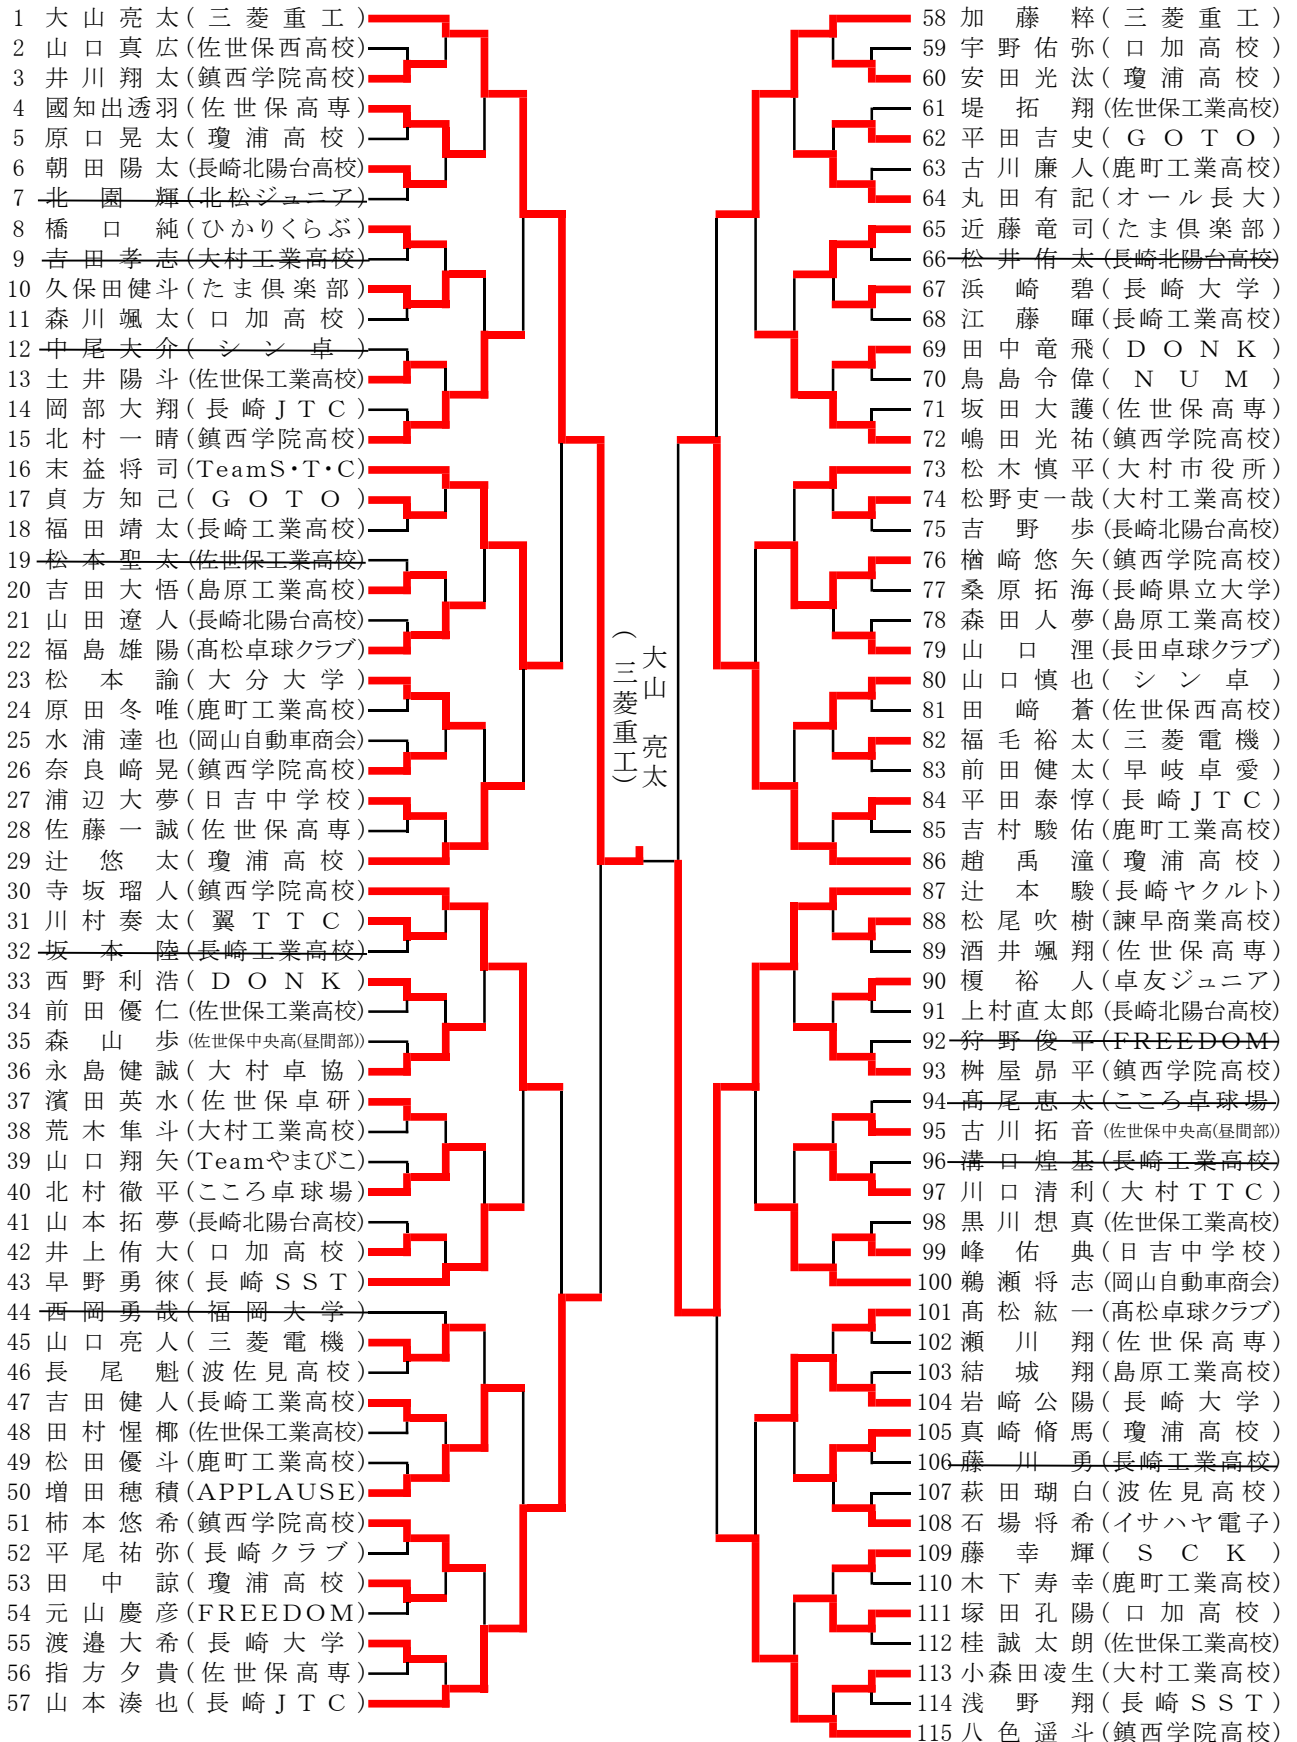 1 大山亮太(三菱重工)
2 山口真広(佐世保西高校)
3 井川翔太(鎮西学院高校)
4 國知出透羽(佐世保高専)
5 原口晃太(瓊浦高校)
6 朝田陽太(長崎北陽台高校)
7 北園輝(北松ジュニア)
8 橋口純(ひかりくらぶ)
9 吉田孝志(大村工業高校)
10 久保田健斗(たま倶楽部)
11 森川颯太(口加高校)
12 中尾大介(シン卓)
13 土井陽斗(佐世保工業高校)
14 岡部大翔(長崎JTC)
15 北村一晴(鎮西学院高校)
16 末益将司(TeamS・T・C)
17 貞方知己(GOTO)
18 福田靖太(長崎工業高校)
19 松本聖太(佐世保工業高校)
20 吉田大悟(島原工業高校)
21 山田遼人(長崎北陽台高校)
22 福島雄陽(髙松卓球クラブ)
23 松本諭(大分大学)
24 原田冬唯(鹿町工業高校)
25 水浦達也(岡山自動車商会)
26 奈良﨑晃(鎮西学院高校)
27 浦辺大夢(日吉中学校)
28 佐藤一誠(佐世保高専)
29 辻悠太(瓊浦高校)
30 寺坂瑠人(鎮西学院高校)
31 川村奏太(翼TTC)
32 坂本陸(長崎工業高校)
33 西野利浩(DONK)
34 前田優仁(佐世保工業高校)
35 森山歩(佐世保中央高(昼間部))
36 永島健誠(大村卓協)
37 濱田英水(佐世保卓研)
38 荒木隼斗(大村工業高校)
39 山口翔矢(Teamやまびこ)
40 北村徹平(こころ卓球場)
41 山本拓夢(長崎北陽台高校)
42 井上侑大(口加高校)
43 早野勇徠(長崎SST)
44 西岡勇哉(福岡大学)
45 山口亮人(三菱電機)
46 長尾魁(波佐見高校)
47 吉田健人(長崎工業高校)
48 田村惺椰(佐世保工業高校)
49 松田優斗(鹿町工業高校)
50 増田穂積(APPLAUSE)
51 柿本悠希(鎮西学院高校)
52 平尾祐弥(長崎クラブ)
53 田中諒(瓊浦高校)
54 元山慶彦(FREEDOM)
55 渡邉大希(長崎大学)
56 指方夕貴(佐世保高専)
57 山本湊也(長崎JTC)
大山亮太
(三菱重工)
58 加藤粹(三菱重工)
59 宇野佑弥(口加高校)
60 安田光汰(瓊浦高校)
61 堤拓翔(佐世保工業高校)
62 平田吉史(GOTO)
63 古川廉人(鹿町工業高校)
64 丸田有記(オール長大)
65 近藤竜司(たま倶楽部)
66 松井侑太(長崎北陽台高校)
67 浜崎碧(長崎大学)
68 江藤暉(長崎工業高校)
69 田中竜飛(DONK)
70 鳥島令偉(NUM)
71 坂田大護(佐世保高専)
72 嶋田光祐(鎮西学院高校)
73 松木慎平(大村市役所)
74 松野吏一哉(大村工業高校)
75 吉野歩(長崎北陽台高校)
76 楢﨑悠矢(鎮西学院高校)
77 桑原拓海(長崎県立大学)
78 森田人夢(島原工業高校)
79 山口浬(長田卓球クラブ)
80 山口慎也(シン卓)
81 田﨑蒼(佐世保西高校)
82 福毛裕太(三菱電機)
83 前田健太(早岐卓愛)
84 平田泰惇(長崎JTC)
85 吉村駿佑(鹿町工業高校)
86 趙禹潼(瓊浦高校)
87 辻本駿(長崎ヤクルト)
88 松尾吹樹(諫早商業高校)
89 酒井颯翔(佐世保高専)
90 榎裕人(卓友ジュニア)
91 上村直太郎(長崎北陽台高校)
92 狩野俊平(FREEDOM)
93 桝屋昴平(鎮西学院高校)
94 髙尾恵太(こころ卓球場)
95 古川拓音(佐世保中央高(昼間部))
96 溝口煌基(長崎工業高校)
97 川口清利(大村TTC)
98 黒川想真(佐世保工業高校)
99 峰佑典(日吉中学校)
100 鵜瀬将志(岡山自動車商会)
101 髙松紘一(髙松卓球クラブ)
102 瀬川翔(佐世保高専)
103 結城翔(島原工業高校)
104 岩﨑公陽(長崎大学)
105 真崎脩馬(瓊浦高校)
106 藤川勇(長崎工業高校)
107 萩田瑚白(波佐見高校)
108 石場将希(イサハヤ電子)
109 藤幸輝(SCK)
110 木下寿幸(鹿町工業高校)
111 塚田孔陽(口加高校)
112 桂誠太朗(佐世保工業高校)
113 小森田凌生(大村工業高校)
114 浅野翔(長崎SST)
115 八色遥斗(鎮西学院高校)